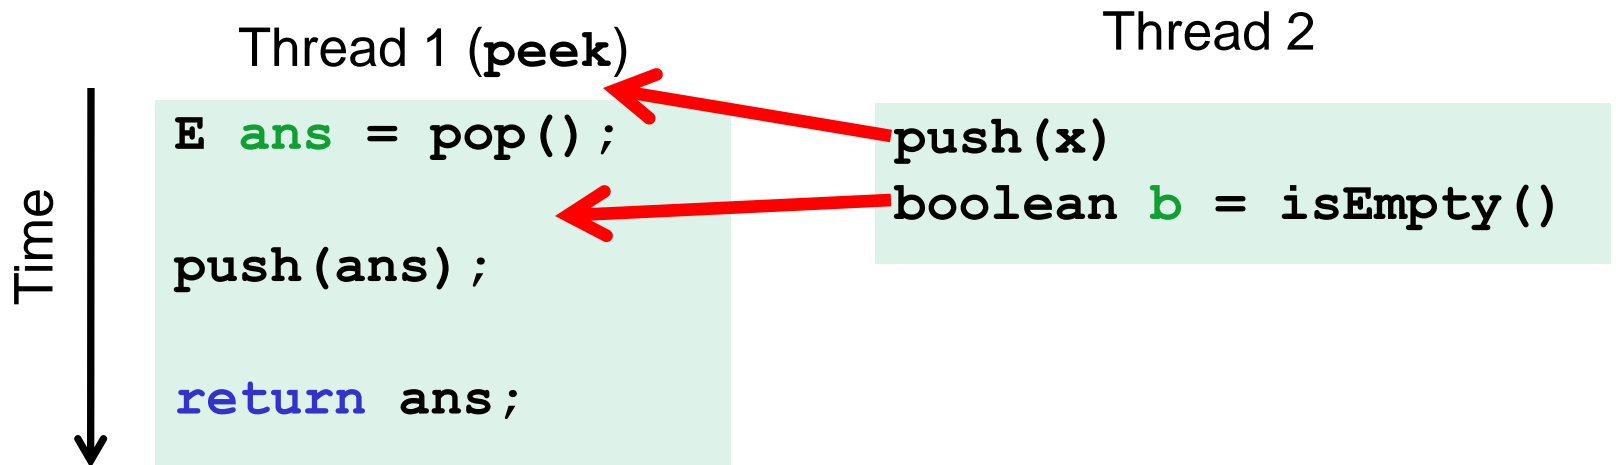 Thread 1 (peek)
Thread 2
Time
E ans = pop();
push(ans);
return ans;
push(x)
boolean b = isEmpty()